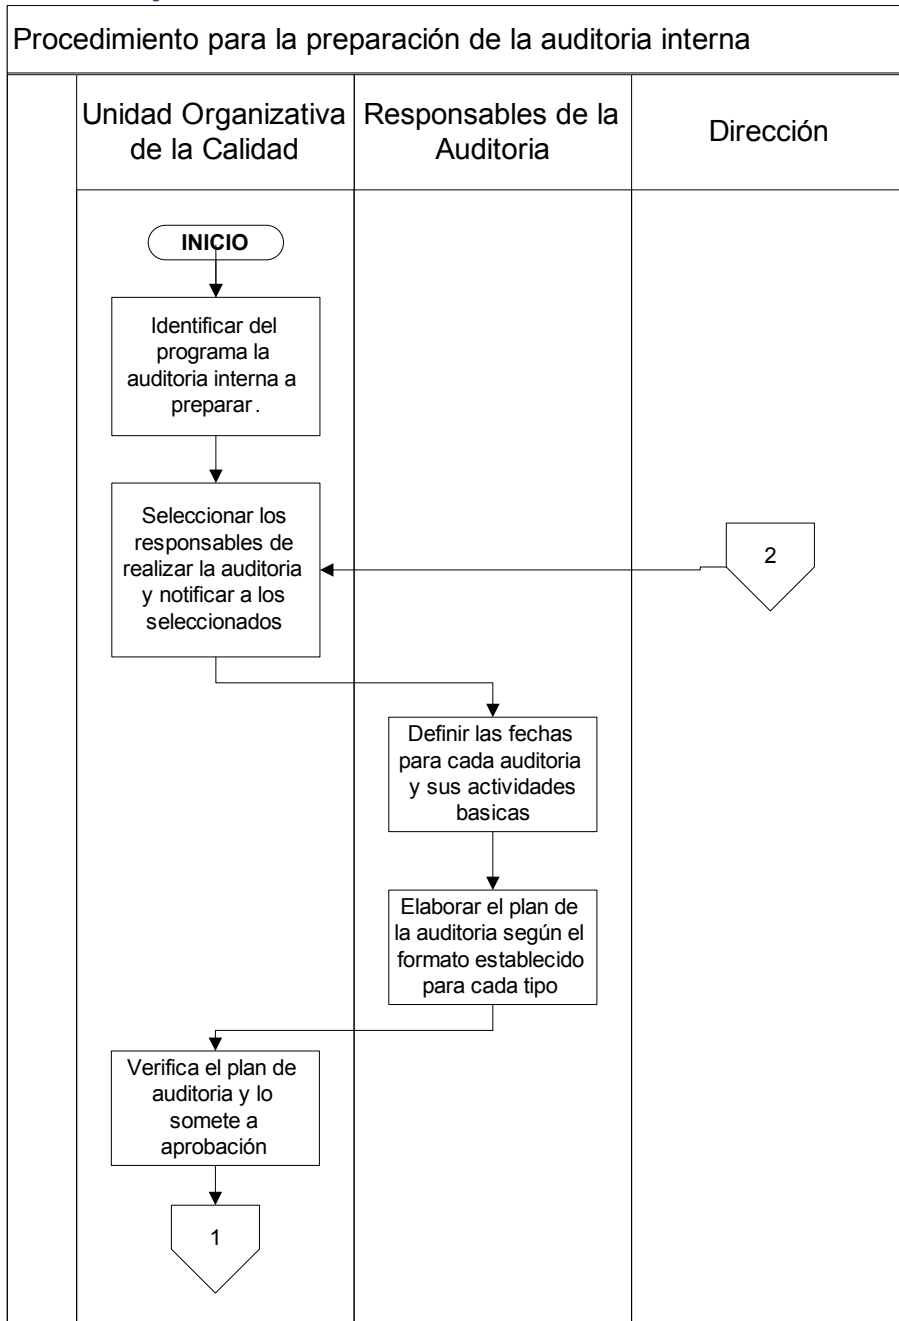 Procedimiento para la preparación de la auditoria interna
Unidad Organizativa
de la Calidad
Responsables de la
Auditoria
Dirección
INICIO
Identificar del
programa la
auditoria interna a
preparar.
Seleccionar los
responsables de
realizar la auditoria
y notificar a los
seleccionados
2
Definir las fechas
para cada auditoria
y sus actividades
basicas
Elaborar el plan de
la auditoria según el
formato establecido
para cada tipo
Verifica el plan de
auditoria y lo
somete a
aprobación
1